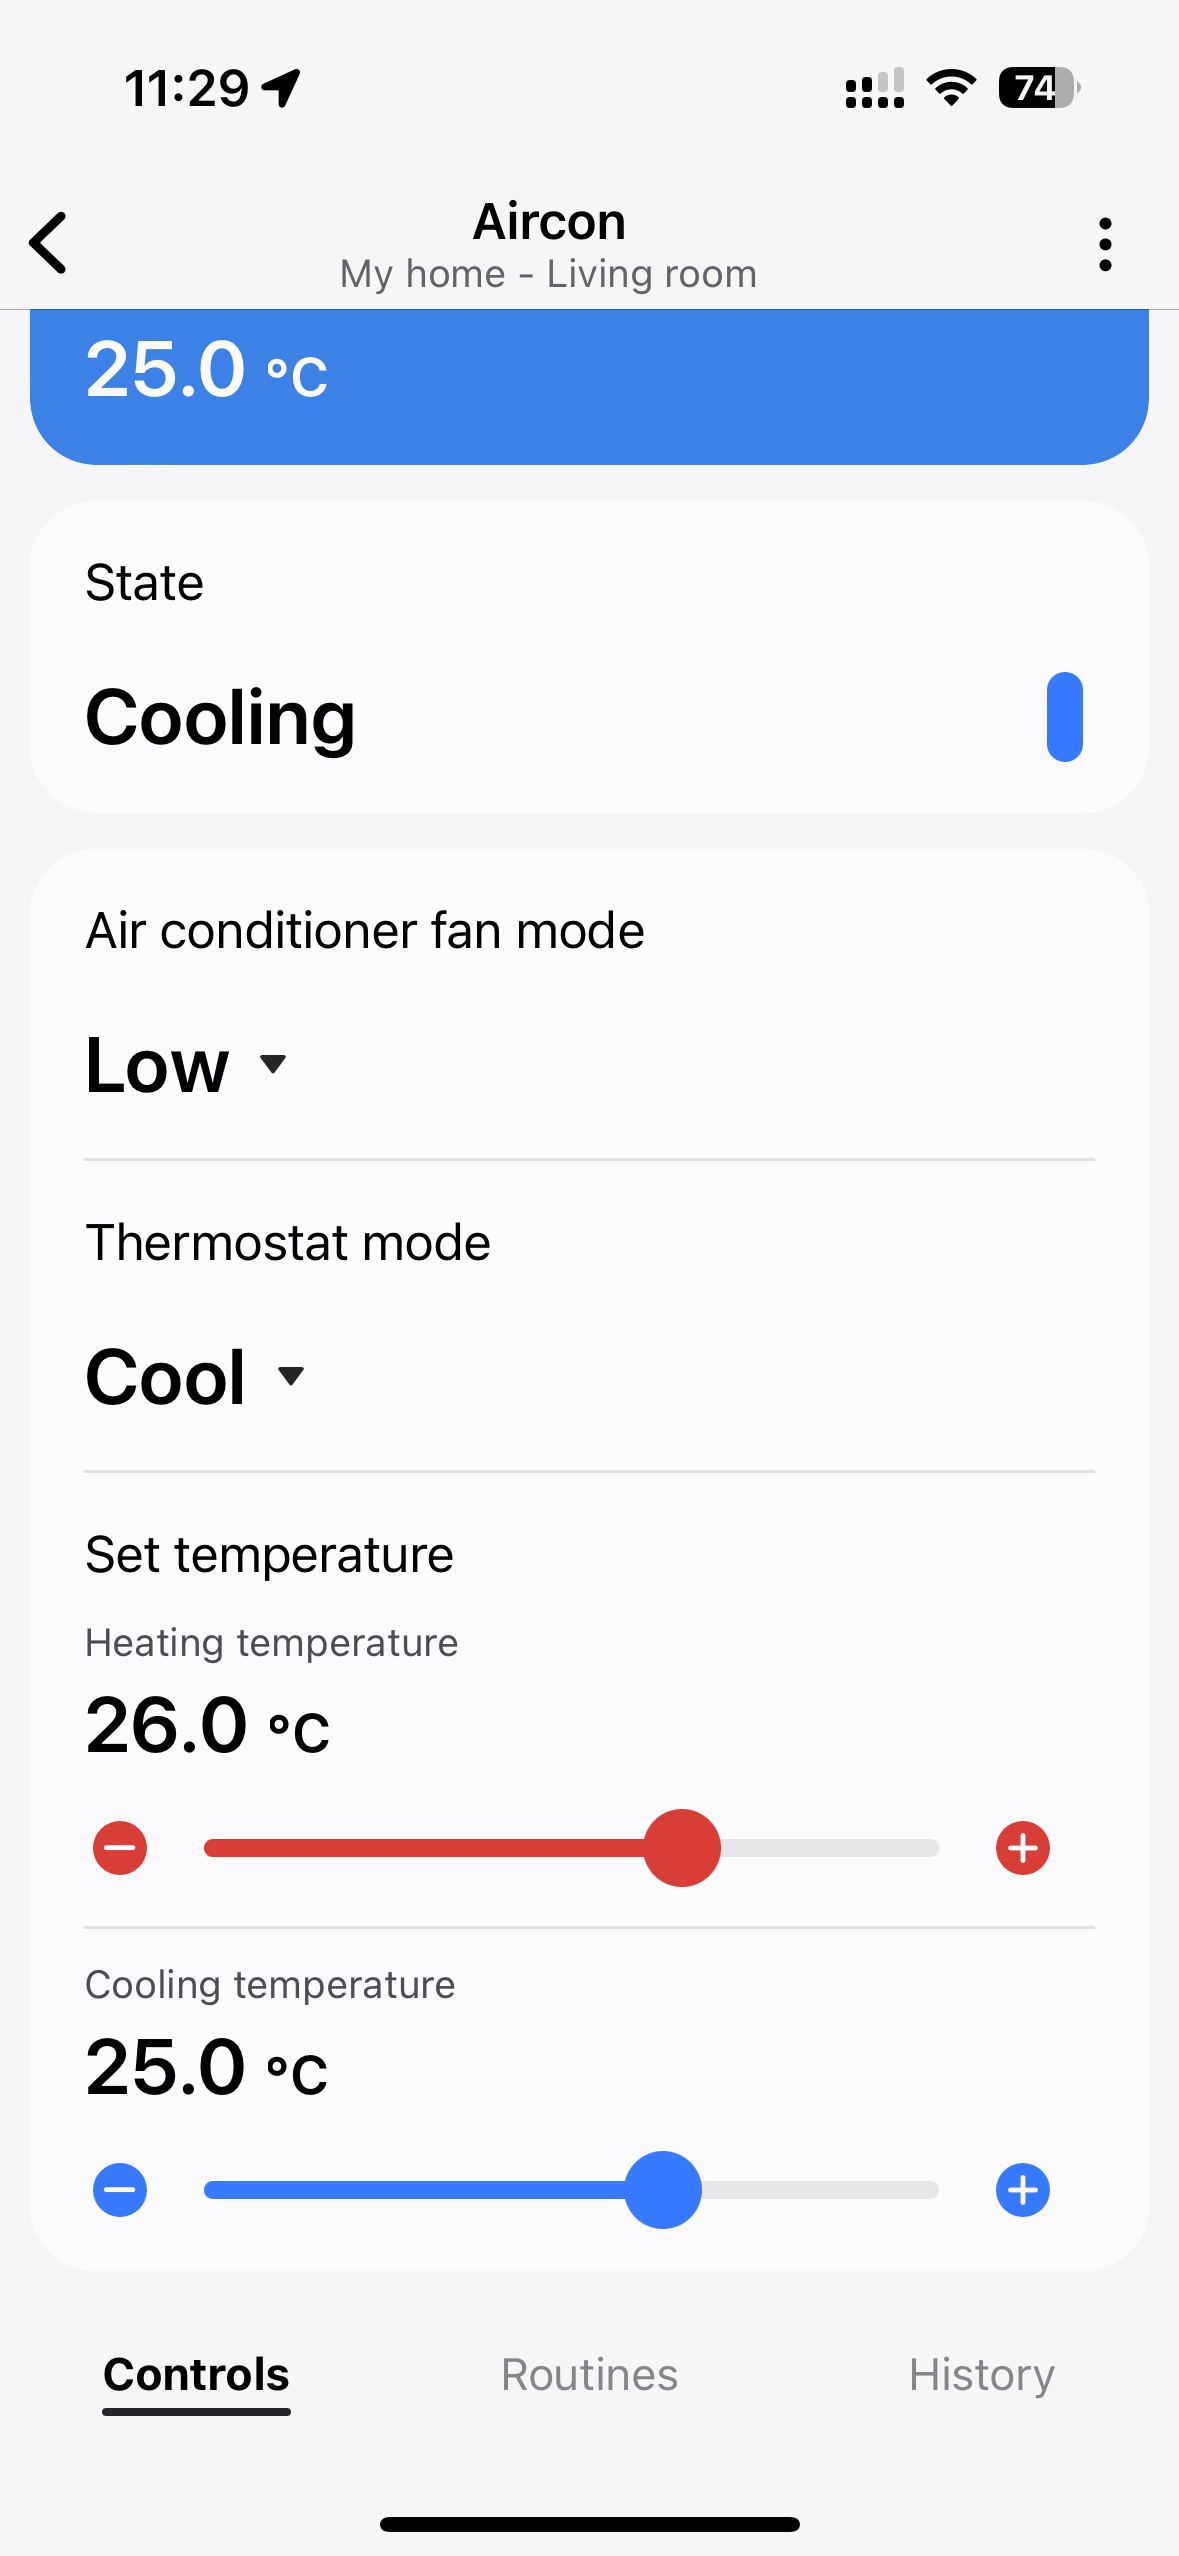 11:29
74
Aircon
My home - Living room
25.0 °C
State
Cooling
Air conditioner fan mode
Low
Thermostat mode
Cool
Set temperature
Heating temperature
26.0 °C
Cooling temperature
25.0 °C
Controls
Routines
History